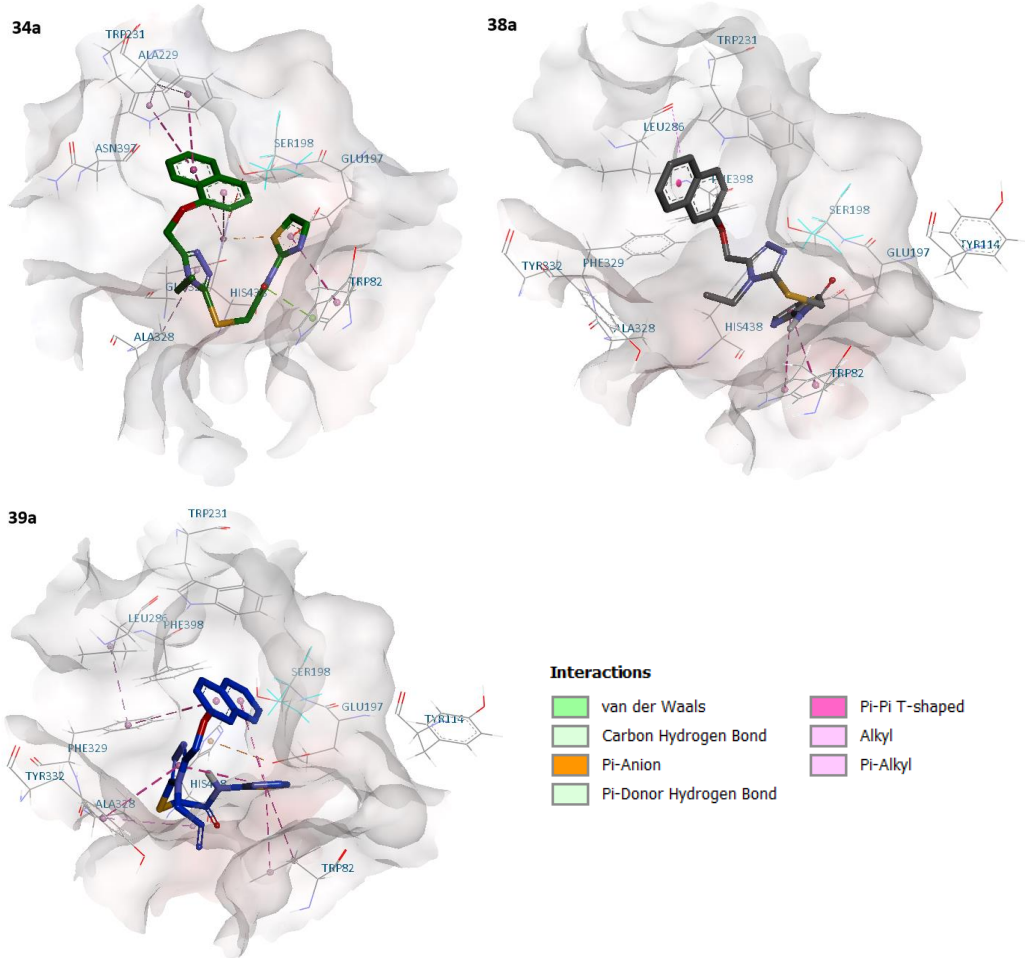 34a
TRP231
ALA229
ASN397
SER198
GLU197
HIS438
TRP82
ALA328
38a
TRP231
LEU286
PHE398
SER198
GLU197
TYR114
TYR332
PHE329
ALA328
HIS438
TRP82
39a
TRP231
LEU286
PHE398
SER198
GLU197
TYR114
PHE329
TYR332
ALA328
HIS438
TRP82
Interactions
van der Waals
Carbon Hydrogen Bond
Pi-Anion
Pi-Donor Hydrogen Bond
Pi-Pi T-shaped
Alkyl
Pi-Alkyl